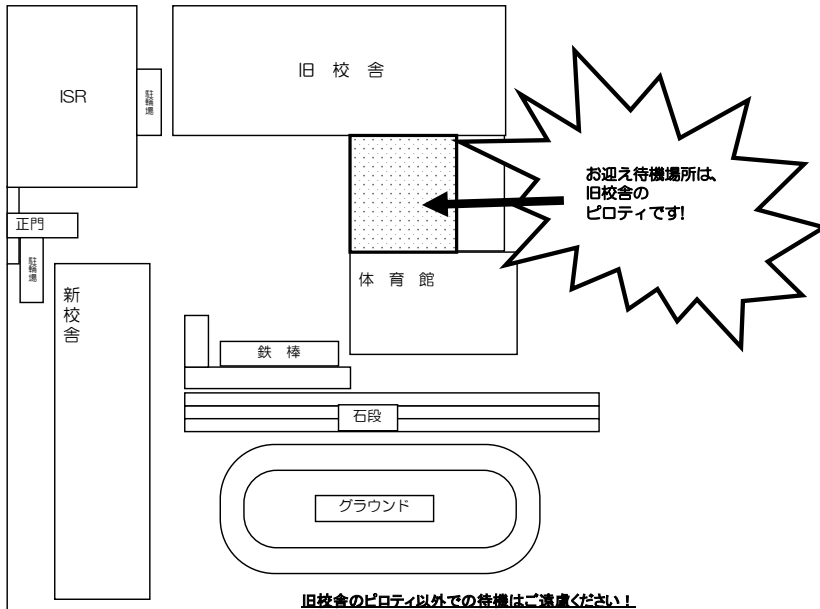 ISR
駐輪場
旧 校 舎
お迎え待機場所は、
旧校舎の
ピロティです!
正門
駐輪場
新校舎
体 育 館
鉄 棒
石段
グラウンド
旧校舎のピロティ以外での待機はご遠慮ください！